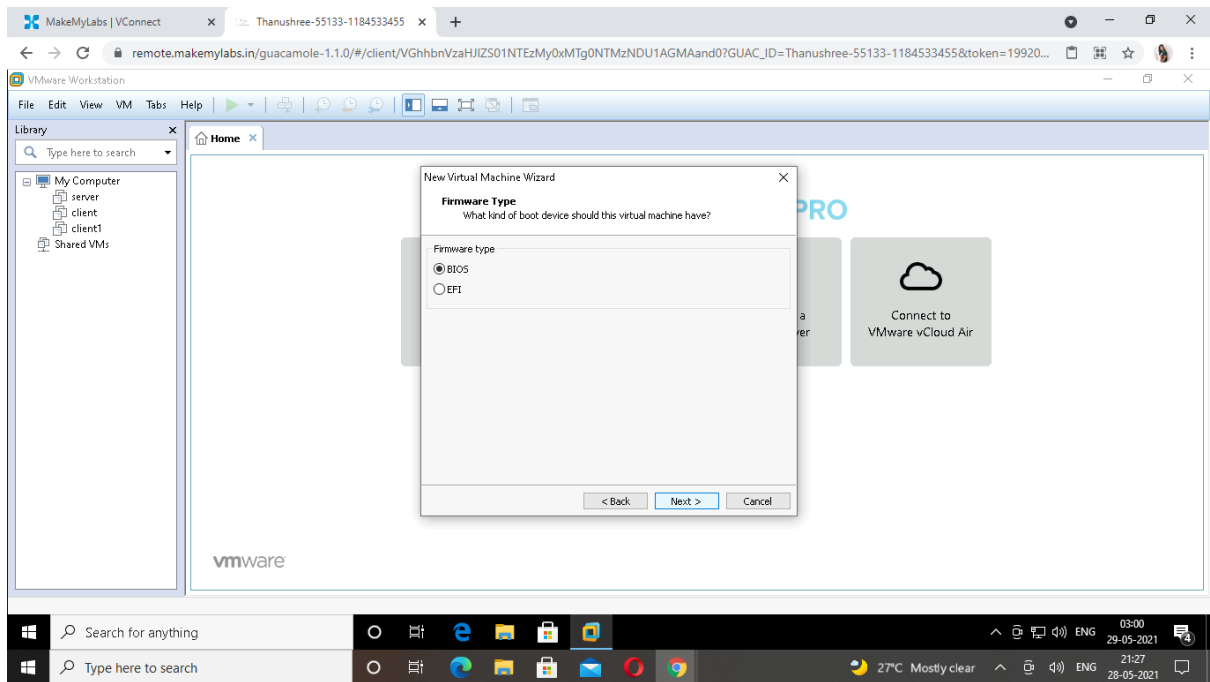 MakeMyLabs | VConnect
Thanushree-55133-1184533455
remote.makemylabs.in/guacamole-1.1.0/#/client/VGhhbnVzaHJlZS01NTEzMy0xMTg0NTMzNDU1AGMAand0?GUAC_ID=Thanushree-55133-1184533455&token=19920...
VMware Workstation
File Edit View VM Tabs Help
Library
Type here to search
Home
My Computer
server
client
client1
Shared VMs
New Virtual Machine Wizard
Firmware Type
What kind of boot device should this virtual machine have?
PRO
Firmware type
BIOS
EFI
a
ver
Connect to
VMware vCloud Air
< Back Next > Cancel
vmware
Search for anything
ENG
03:00
29-05-2021
4
Type here to search
27°C Mostly clear
ENG
21:27
28-05-2021